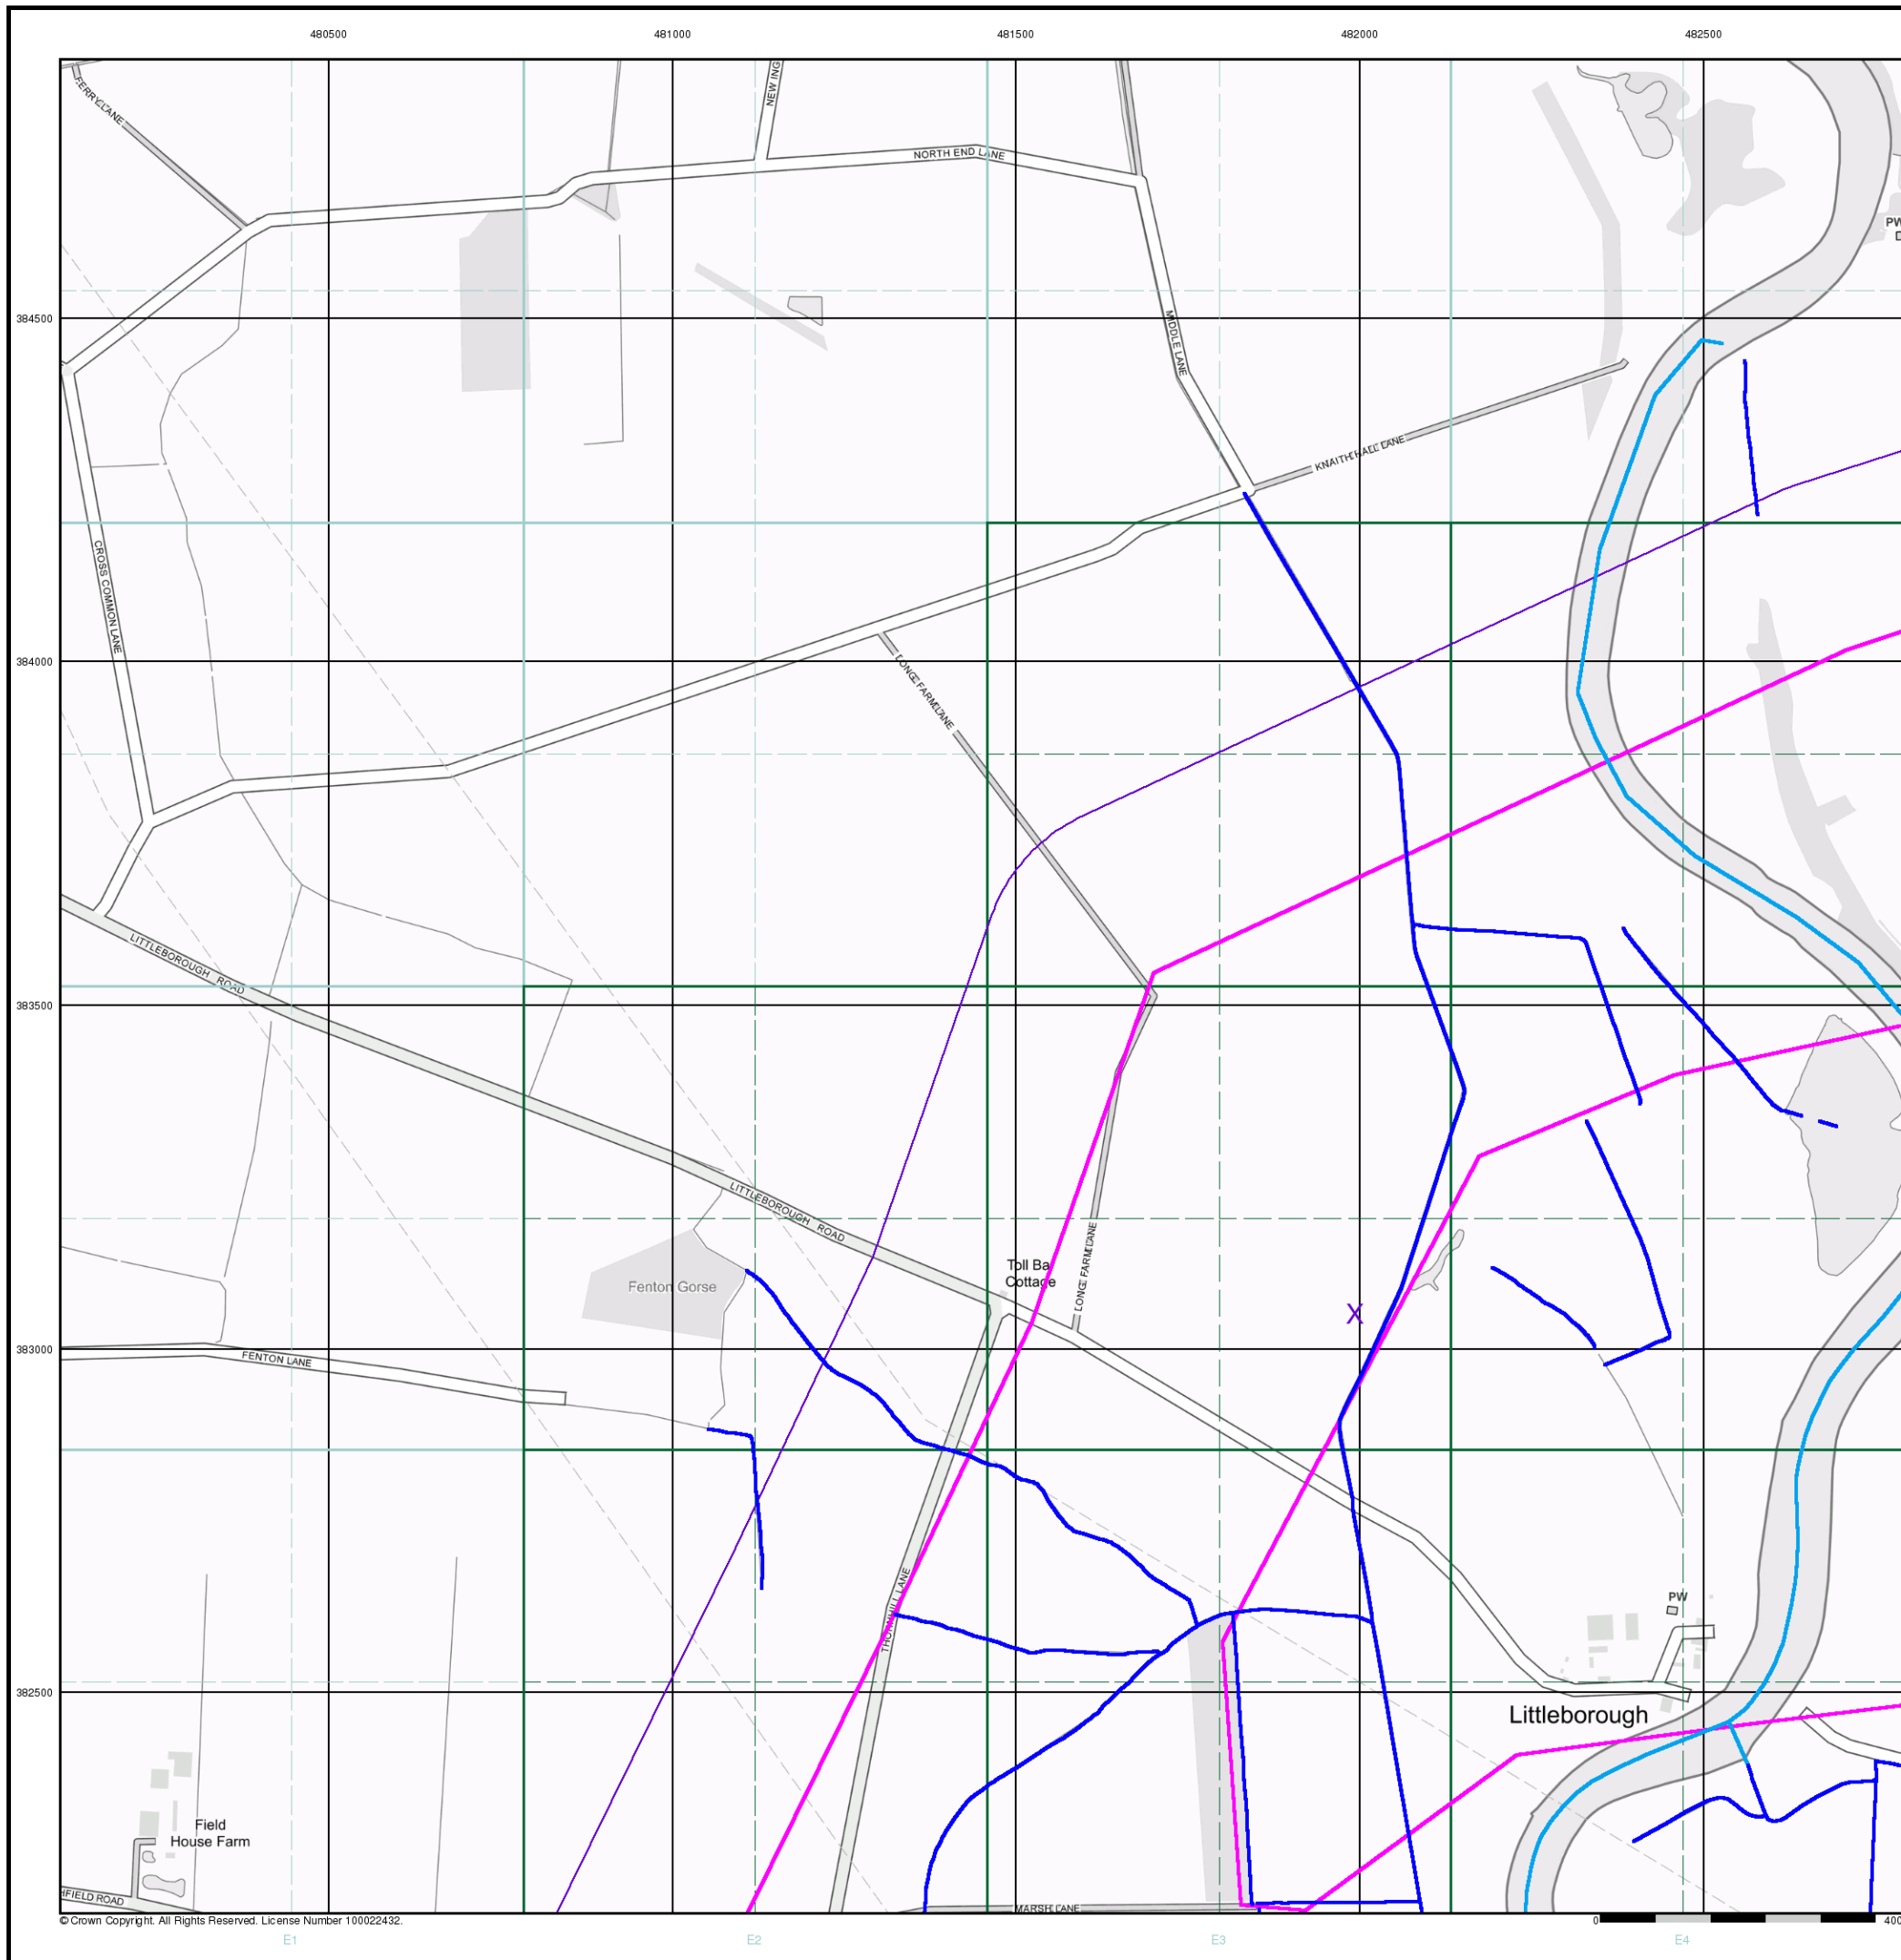 480500 481000 481500 482000 482500
FERRY LANE
NEW ING
NORTH END LANE
PW
384500
MIDDLE LANE
KNAITH HALL LANE
CROSS COMMON LANE
384000
LONG FARM LANE
LITTLEBOROUGH ROAD
383500
LITTLEBOROUGH ROAD
LONG FARM LANE
Toll Ba
Cottage
Fenton Gorse
X
383000
FENTON LANE
THORNHILL LANE
PW
382500
Littleborough
Field
House Farm
HFIELD ROAD
MARSH LANE
© Crown Copyright. All Rights Reserved. License Number 100022432.
0 400
E1 E2 E3 E4